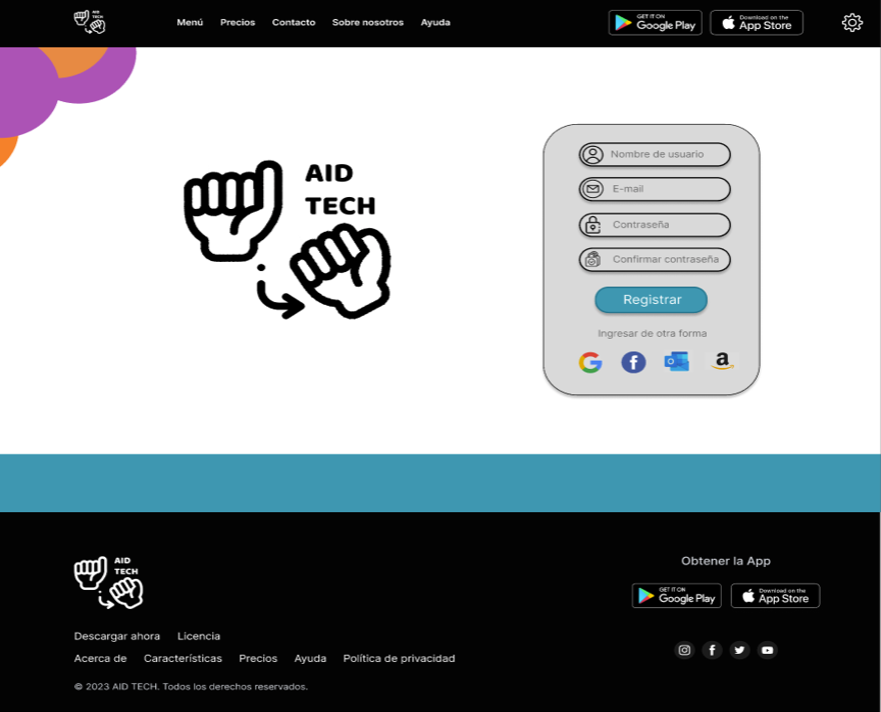 AID
TECH
Menú Precios Contacto Sobre nosotros Ayuda
GET IT ON
Google Play
Download on the
App Store
AID
TECH
Nombre de usuario
E-mail
Contraseña
Confirmar contraseña
Registrar
Ingresar de otra forma
AID
TECH
Obtener la App
GET IT ON
Google Play
Download on the
App Store
Descargar ahora Licencia
Acerca de Características Precios Ayuda Política de privacidad
© 2023 AID TECH. Todos los derechos reservados.